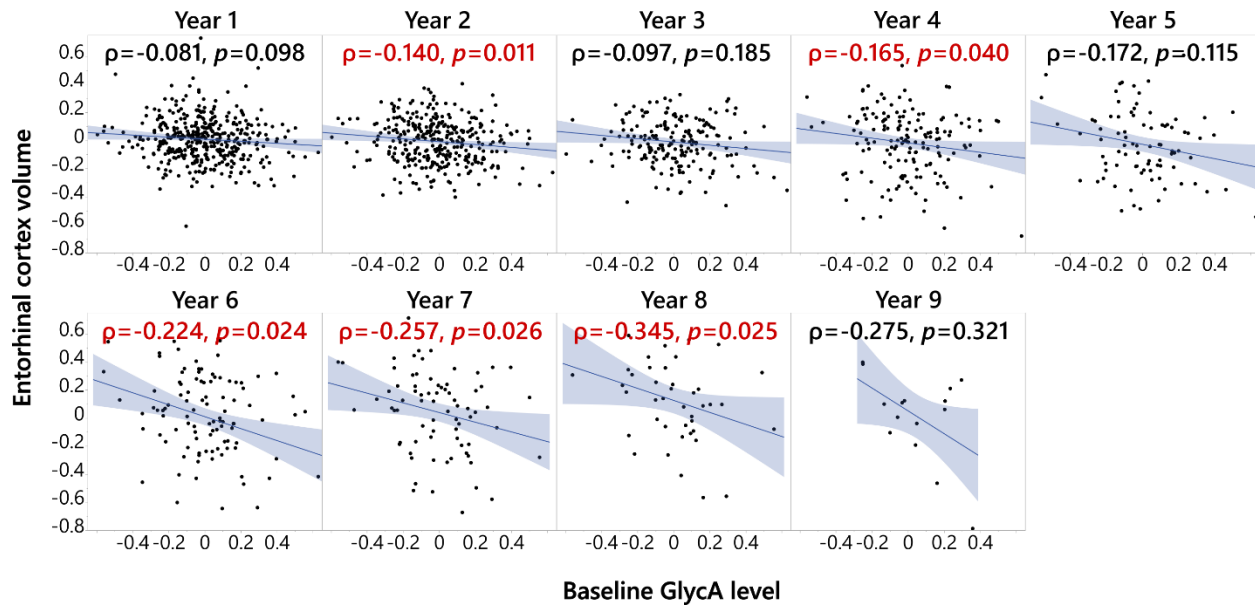 Year 1 Year 2 Year 3 Year 4 Year 5
ρ=-0.081, p=0.098 ρ=-0.140, p=0.011 ρ=-0.097, p=0.185 ρ=-0.165, p=0.040 ρ=-0.172, p=0.115
0.6
0.4
0.2
0
-0.2
-0.4
-0.6
-0.8
-0.4 -0.2 0 0.2 0.4 -0.4 -0.2 0 0.2 0.4 -0.4 -0.2 0 0.2 0.4 -0.4 -0.2 0 0.2 0.4 -0.4 -0.2 0 0.2 0.4
Entorhinal cortex volume
Year 6 Year 7 Year 8 Year 9
ρ=-0.224, p=0.024 ρ=-0.257, p=0.026 ρ=-0.345, p=0.025 ρ=-0.275, p=0.321
0.6
0.4
0.2
0
-0.2
-0.4
-0.6
-0.8
-0.4 -0.2 0 0.2 0.4 -0.4 -0.2 0 0.2 0.4 -0.4 -0.2 0 0.2 0.4 -0.4 -0.2 0 0.2 0.4
Baseline GlycA level